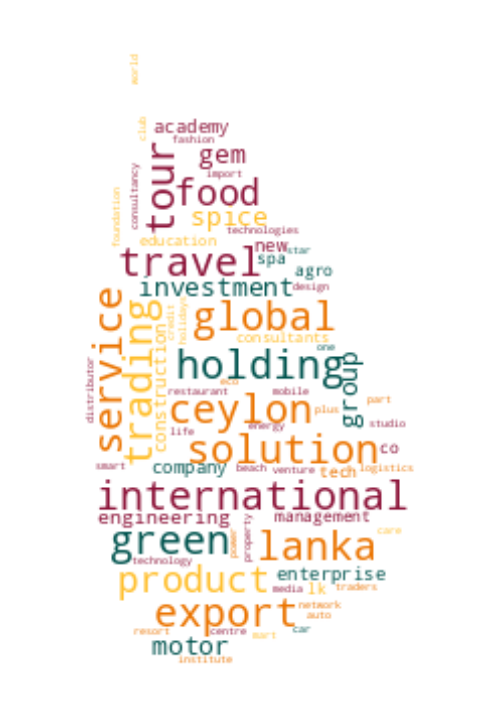 world
club
academy
fashion
consultancy
tour
gem
import
food
foundation
spice
technologies
education
new
star
travel
spa
agro
investment
design
service
trading
credit
holidays
global
construction
consultants
one
holding
group
distributor
eco
restaurant
mobile
part
ceylon
plus
energy
studio
life
solution
co
smart
company
beach
venture
tech
logistics
international
engineering
management
property
power
care
green
lanka
technology
product
enterprise
media
lk
traders
export
network
auto
resort
centre
mart
car
motor
institute